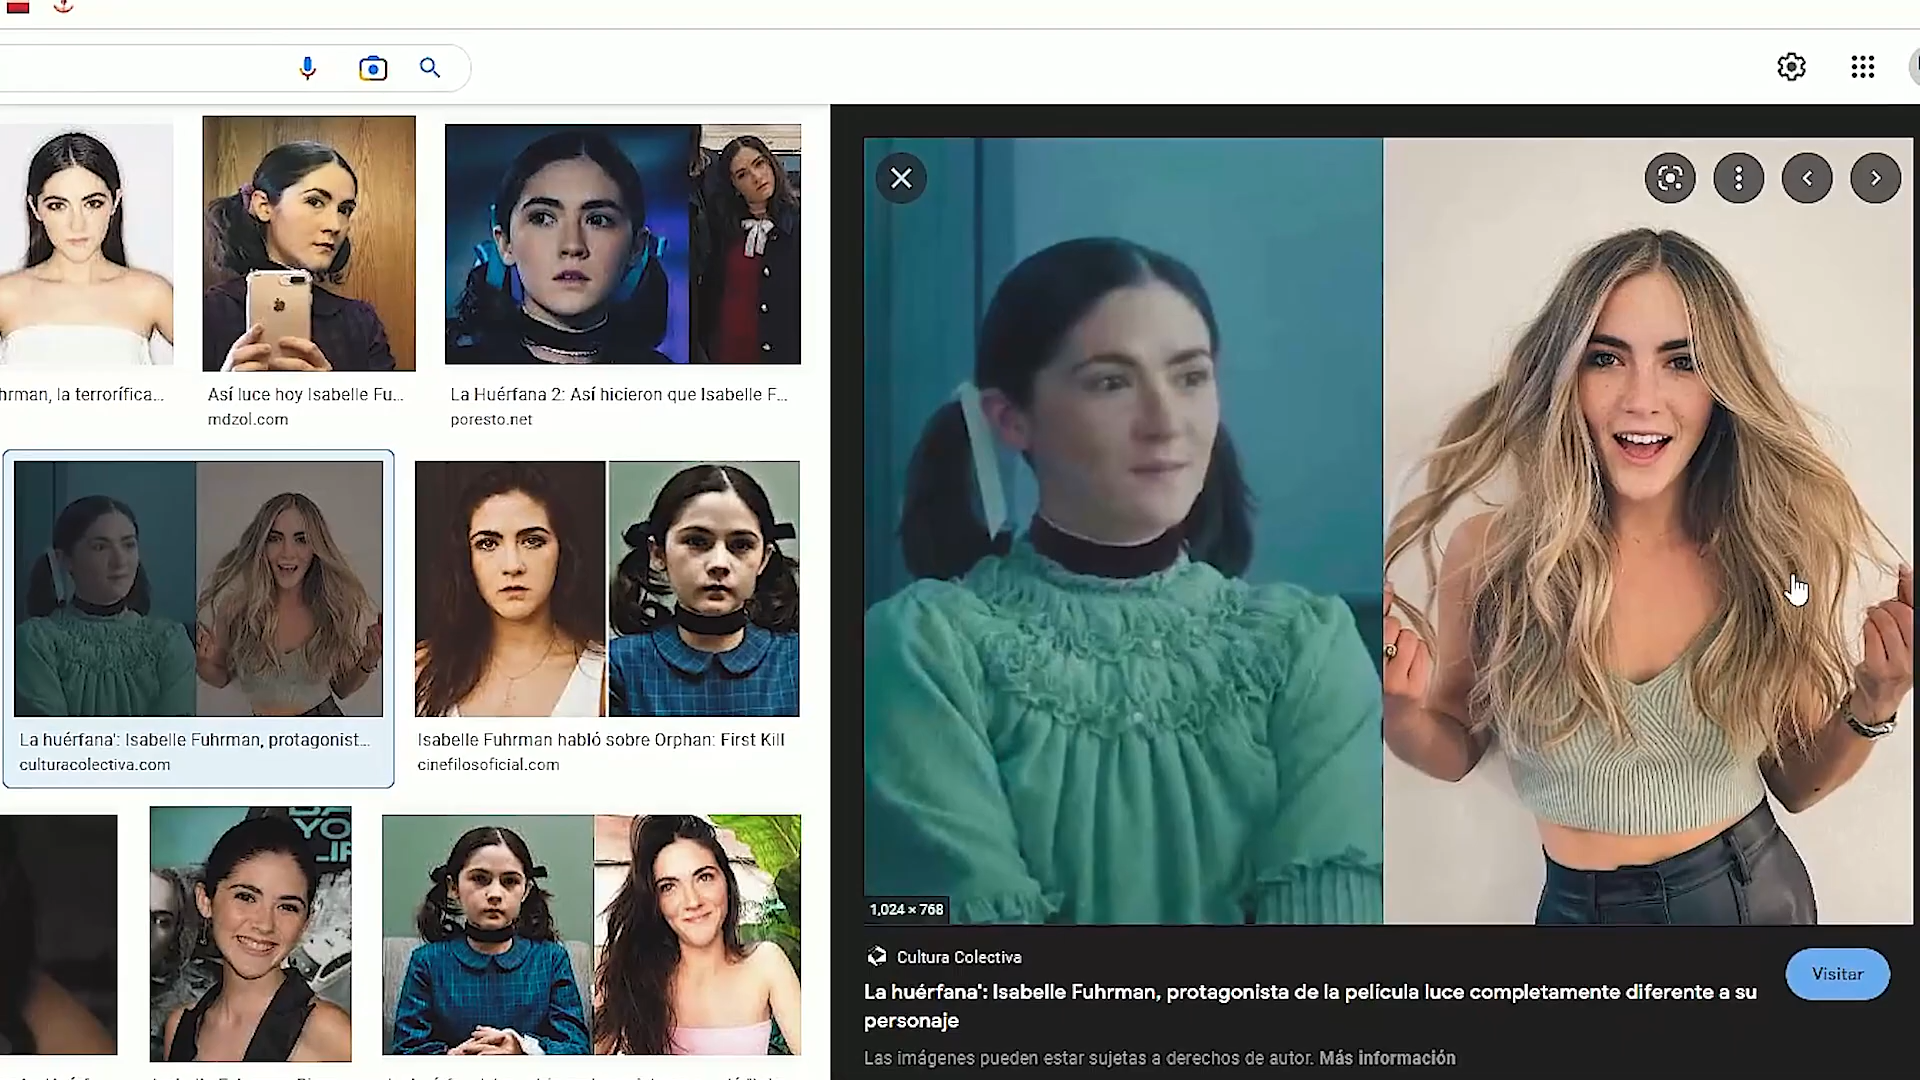 hrman, la terrorífica...
Así luce hoy Isabelle Fu...
mdzol.com
La Huérfana 2: Así hicieron que Isabelle F...
poresto.net
La huérfana': Isabelle Fuhrman, protagonist...
culturacolectiva.com
Isabelle Fuhrman habló sobre Orphan: First Kill
cinefilosoficial.com
YO
1,024 × 768
Cultura Colectiva
Visitar
La huérfana': Isabelle Fuhrman, protagonista de la película luce completamente diferente a su
personaje
Las imágenes pueden estar sujetas a derechos de autor. Más información